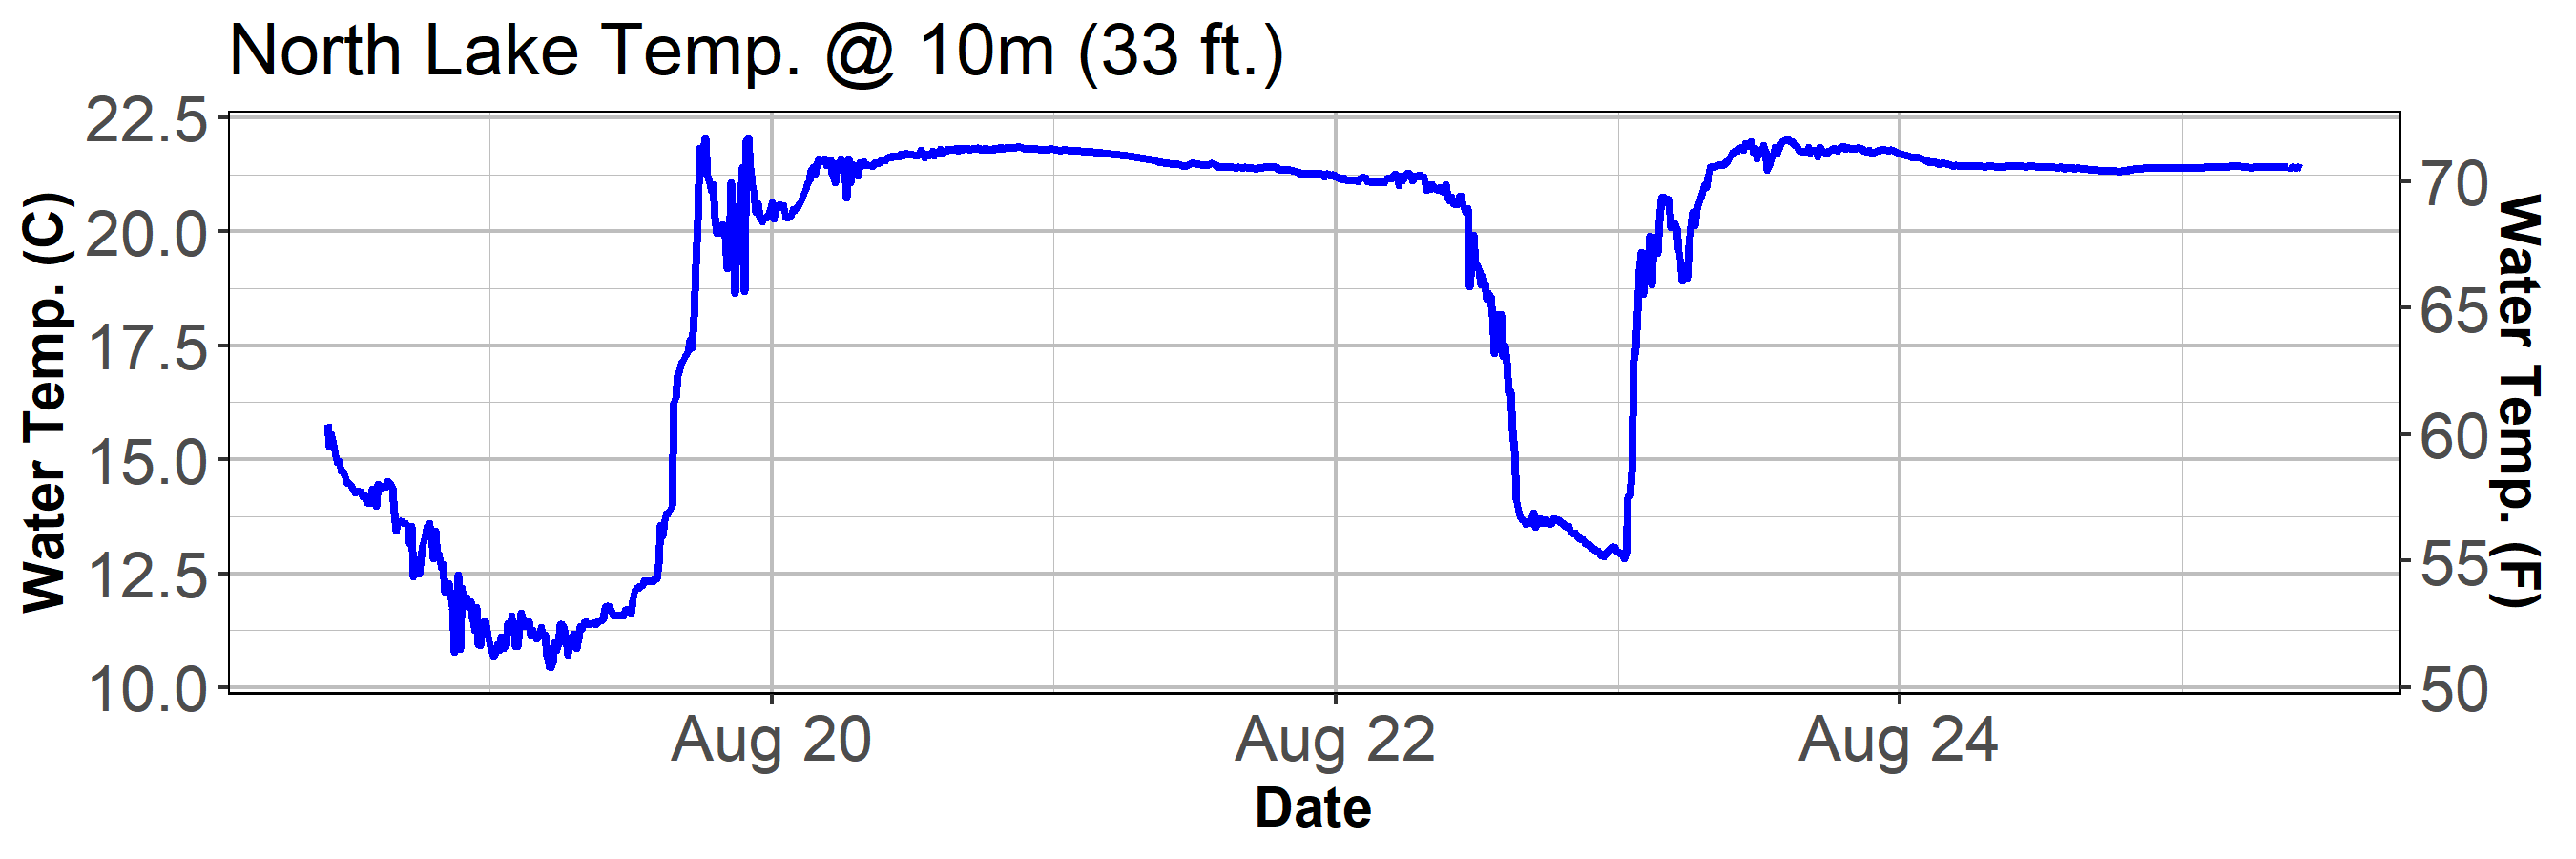 North Lake Temp. @ 10m (33 ft.)
Water Temp. (C)
22.5
20.0
17.5
15.0
12.5
10.0
70
65
60
55
50
Water Temp. (F)
Aug 20 Aug 22 Aug 24
Date